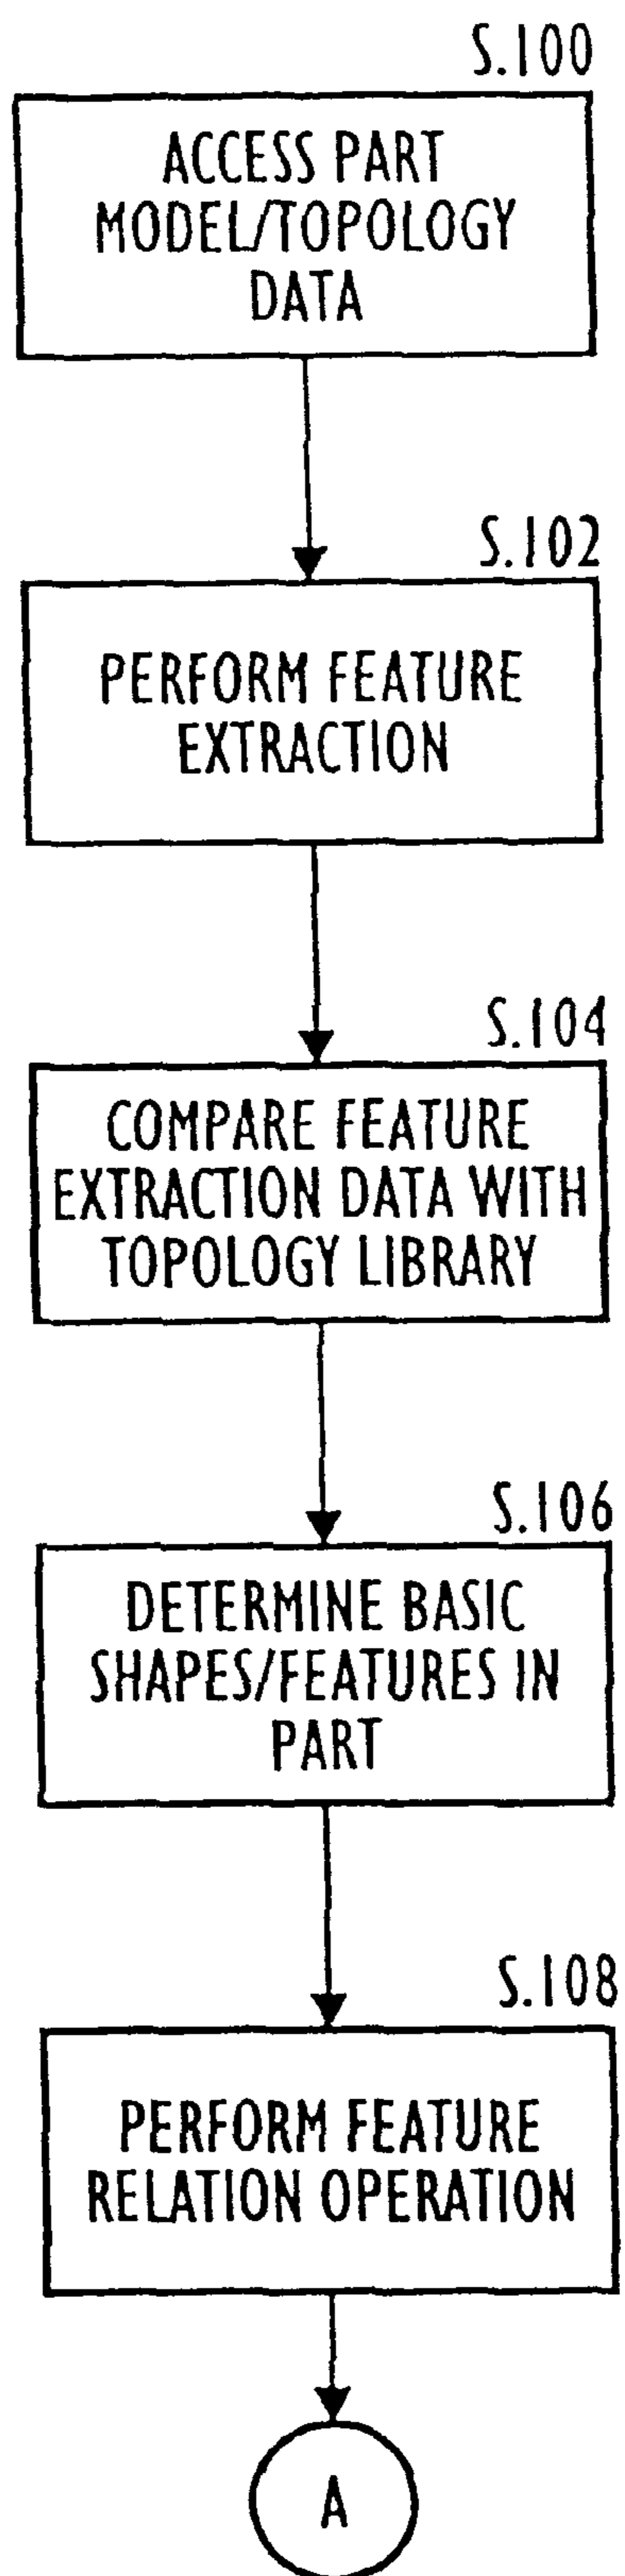 S.100
ACCESS PART
MODEL/TOPOLOGY
DATA
S.102
PERFORM FEATURE
EXTRACTION
S.104
COMPARE FEATURE
EXTRACTION DATA WITH
TOPOLOGY LIBRARY
S.106
DETERMINE BASIC
SHAPES/FEATURES IN
PART
S.108
PERFORM FEATURE
RELATION OPERATION
A